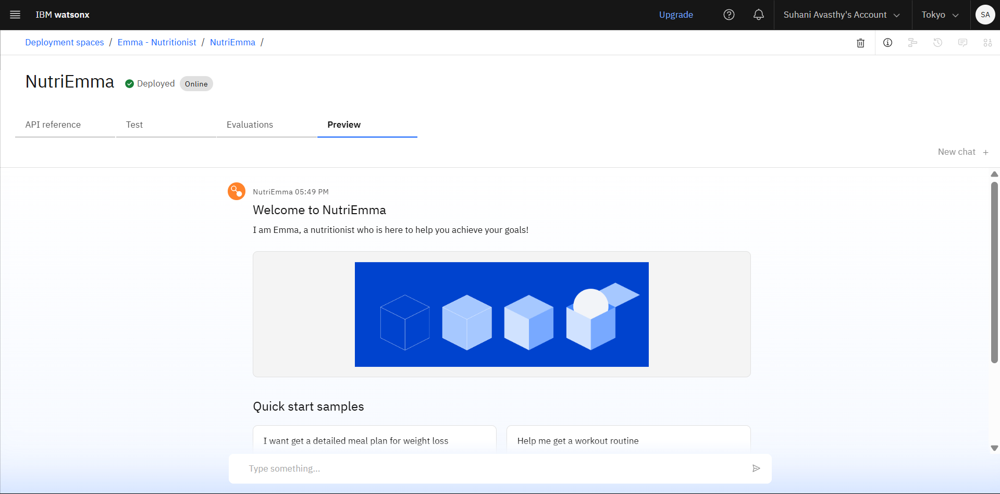 IBM watsonx
Upgrade
Suhani Avasthy's Account
Tokyo
SA
Deployment spaces / Emma - Nutritionist / NutriEmma /
NutriEmma
Deployed
Online
API reference
Test
Evaluations
Preview
New chat +
NutriEmma 05:49 PM
Welcome to NutriEmma
I am Emma, a nutritionist who is here to help you achieve your goals!
Quick start samples
I want get a detailed meal plan for weight loss
Help me get a workout routine
Type something...